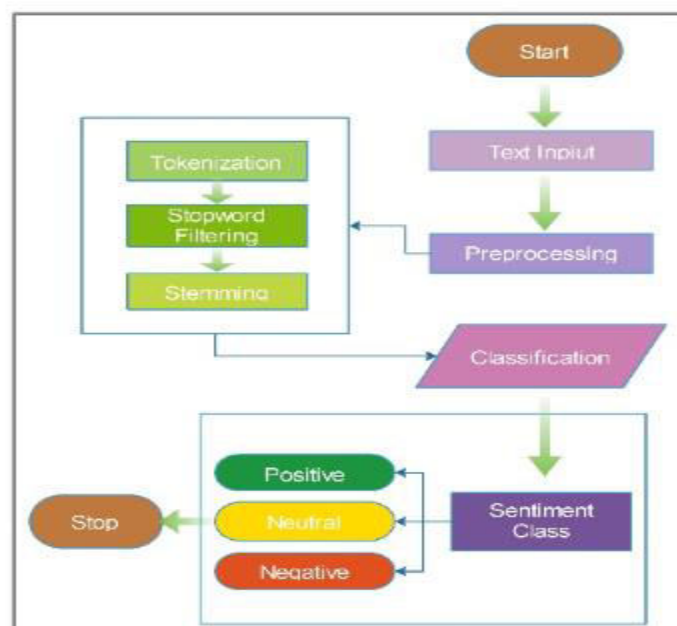 Start
Text Inpiut
Tokenization
Stopword
Filtering
Preprocessing
Stemming
Classification
Positive
Sentiment
Class
Stop
Neutral
Negative